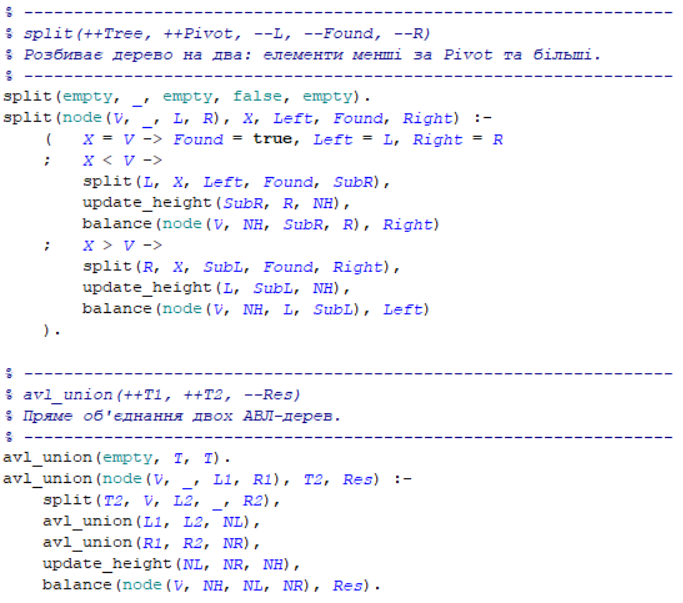 % -----------------------------------------------------------------
% split(++Tree, ++Pivot, --L, --Found, --R)
% Розбиває дерево на два: елементи менші за Pivot та більші.
% -----------------------------------------------------------------
split(empty, _, empty, false, empty).
split(node(V, _, L, R), X, Left, Found, Right) :-
    (   X = V -> Found = true, Left = L, Right = R
    ;   X < V ->
        split(L, X, Left, Found, SubR),
        update_height(SubR, R, NH),
        balance(node(V, NH, SubR, R), Right)
    ;   X > V ->
        split(R, X, SubL, Found, Right),
        update_height(L, SubL, NH),
        balance(node(V, NH, L, SubL), Left)
    ).
% -----------------------------------------------------------------
% avl_union(++T1, ++T2, --Res)
% Пряме об'єднання двох АВЛ-дерев.
% -----------------------------------------------------------------
avl_union(empty, T, T).
avl_union(node(V, _, L1, R1), T2, Res) :-
    split(T2, V, L2, _, R2),
    avl_union(L1, L2, NL),
    avl_union(R1, R2, NR),
    update_height(NL, NR, NH),
    balance(node(V, NH, NL, NR), Res).